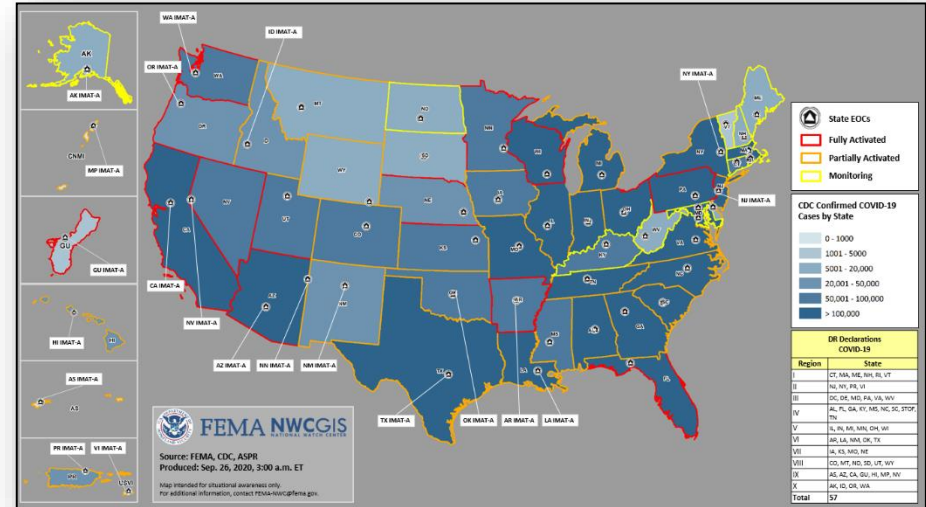 WA IMAT-A
ID IMAT-A
OR IMAT-A
NY IMAT-A
AK
AK IMAT-A
CNMI
MP IMAT-A
GU
GU IMAT-A
HI IMAT-A
HI
AS IMAT-A
AS
PR IMAT-A
VI IMAT-A
PR
USVI
WA
MT
ND
MN
OR
ID
WY
SD
WI
MI
NY
ME
NV
UT
CO
NE
IA
IL
PA
CA
KS
MO
KY
WV
VA
AZ
NM
OK
AR
TN
NC
TX
LA
MS
AL
GA
SC
FL
NJ IMAT-A
CA IMAT-A
NV IMAT-A
AZ IMAT-A
NN IMAT-A
NM IMAT-A
TX IMAT-A
OK IMAT-A
AR IMAT-A
LA IMAT-A
State EOCs
Fully Activated
Partially Activated
Monitoring
CDC Confirmed COVID-19
Cases by State
0 - 1000
1001 - 5000
5001 - 20,000
20,001 - 50,000
50,001 - 100,000
> 100,000
DR Declarations
COVID-19
Region State
I CT, MA, ME, NH, RI, VT
II NJ, NY, PR, VI
III DC, DE, MD, PA, VA, WV
IV AL, FL, GA, KY, MS, NC, SC, STOF,
TN
V IL, IN, MI, MN, OH, WI
VI AR, LA, NM, OK, TX
VII IA, KS, MO, NE
VIII CO, MT, ND, SD, UT, WY
IX AS, AZ, CA, GU, HI, MP, NV
X AK, ID, OR, WA
Total 57
FEMA NWCGIS
NATIONAL WATCH CENTER
Source: FEMA, CDC, ASPR
Produced: Sep. 26, 2020, 3:00 a.m. ET
Map intended for situational awareness only.
For additional information, contact FEMA-NWC@fema.gov.